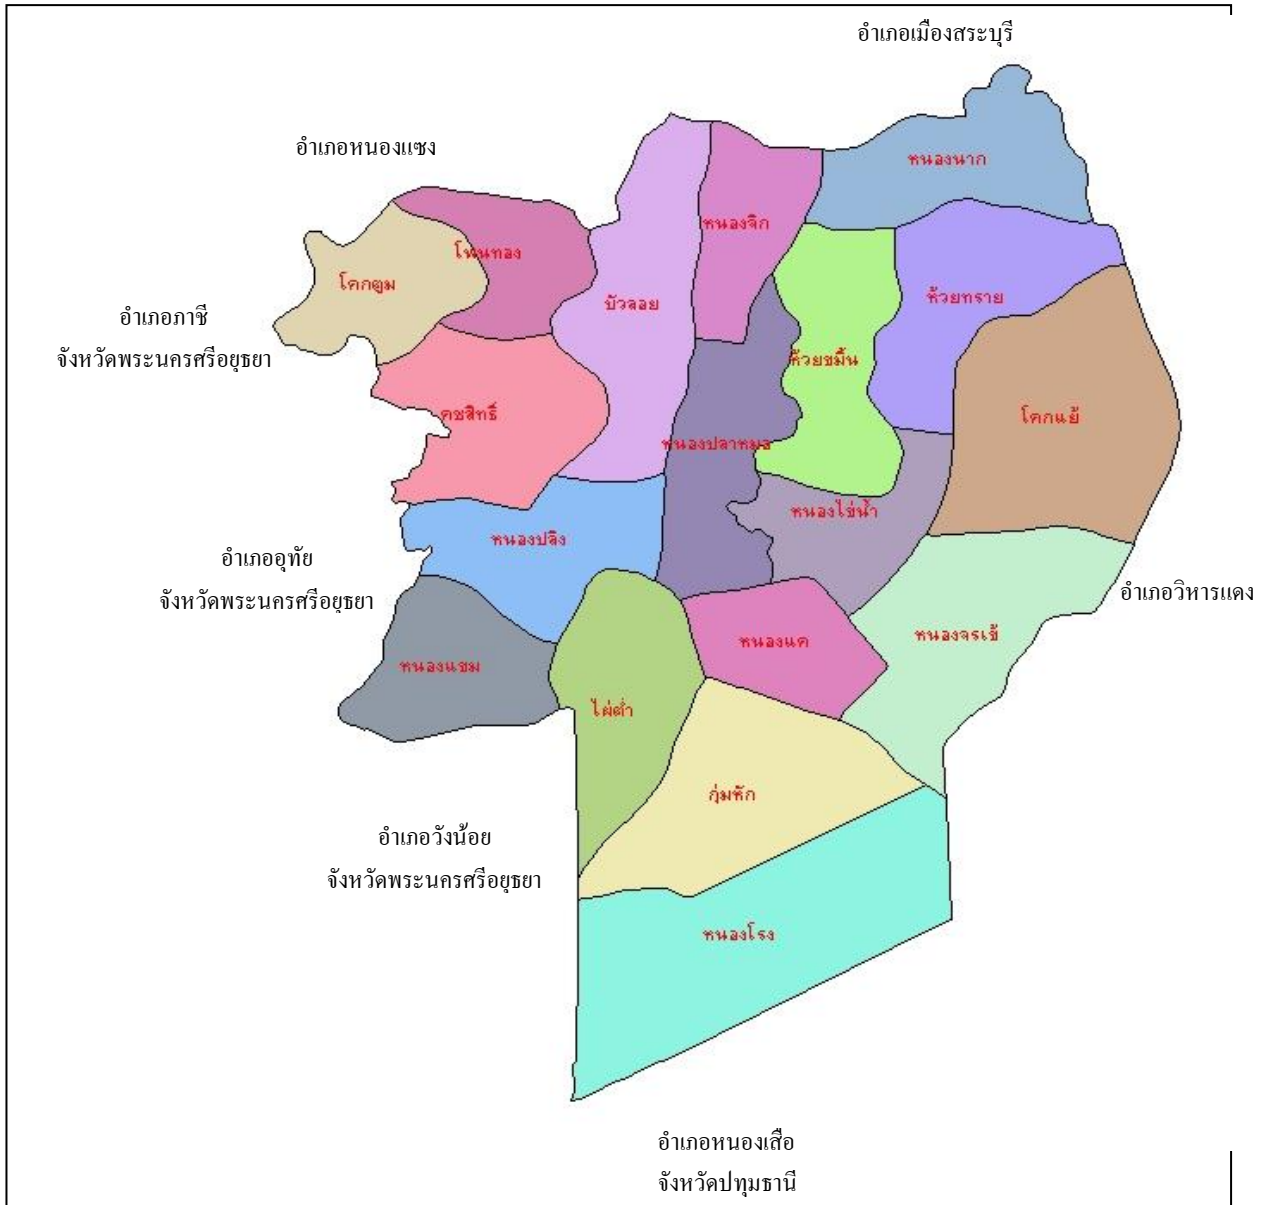 อำเภอเมืองสระบุรี
อำเภอหนองแซง
หนองนาก
หนองจิก
โพนทอง
โคกตูม
บัวลอย
ห้วยทราย
อำเภอภาชี
จังหวัดพระนครศรีอยุธยา
ห้วยขมิ้น
คชสิทธิ์
โคกแย้
หนองปลาหมอ
หนองไข่น้ำ
หนองปลิง
อำเภออุทัย
จังหวัดพระนครศรีอยุธยา
อำเภอวิหารแดง
หนองจรเข้
หนองแค
หนองแขม
ไผ่ต่ำ
กุ่มหัก
อำเภอวังน้อย
จังหวัดพระนครศรีอยุธยา
หนองโรง
อำเภอหนองเสือ
จังหวัดปทุมธานี